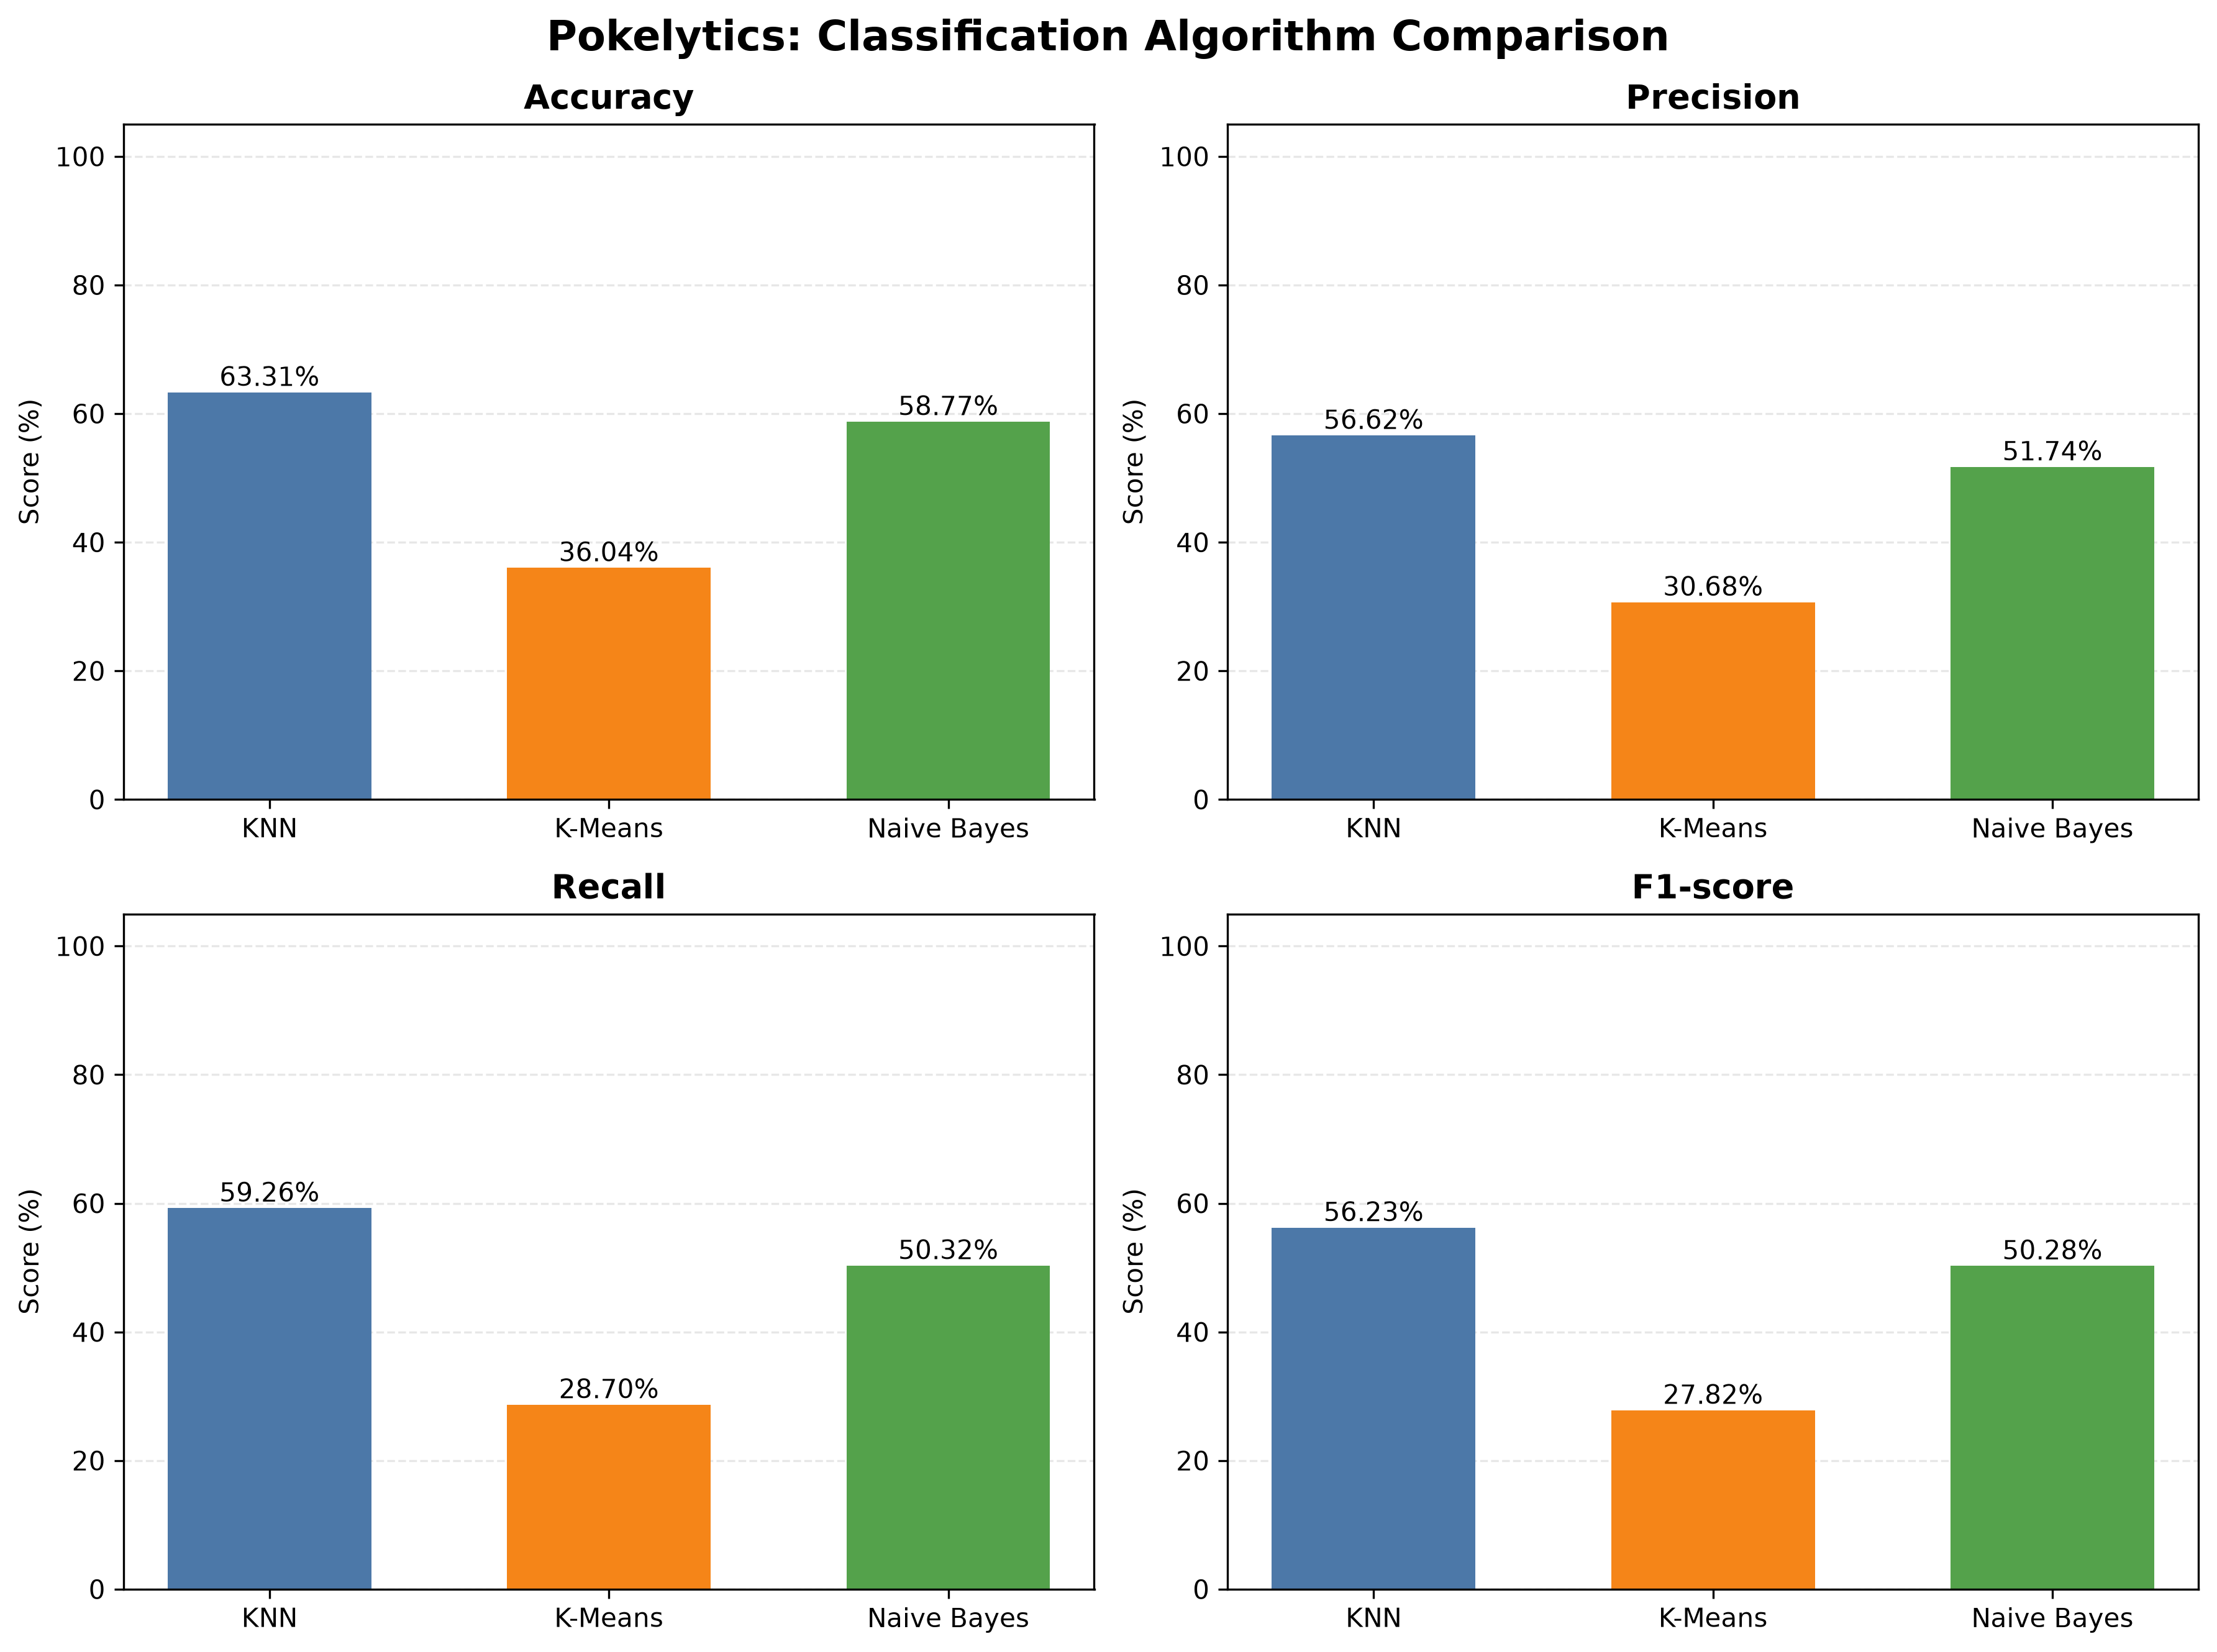 Pokelytics: Classification Algorithm Comparison
Accuracy
Score (%)
100
80
60
40
20
0
63.31%
36.04%
58.77%
KNN
K-Means
Naive Bayes
Precision
Score (%)
100
80
60
40
20
0
56.62%
30.68%
51.74%
KNN
K-Means
Naive Bayes
Recall
Score (%)
100
80
60
40
20
0
59.26%
28.70%
50.32%
KNN
K-Means
Naive Bayes
F1-score
Score (%)
100
80
60
40
20
0
56.23%
27.82%
50.28%
KNN
K-Means
Naive Bayes